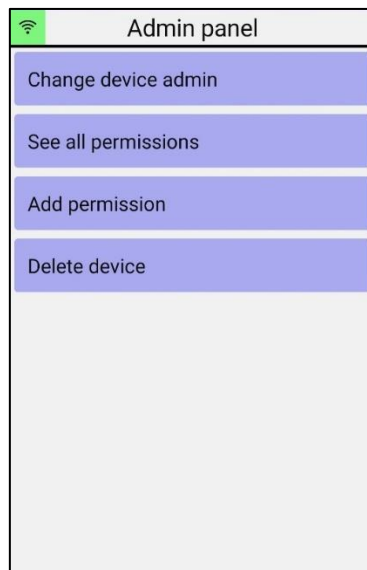 Admin panel
Change device admin
See all permissions
Add permission
Delete device